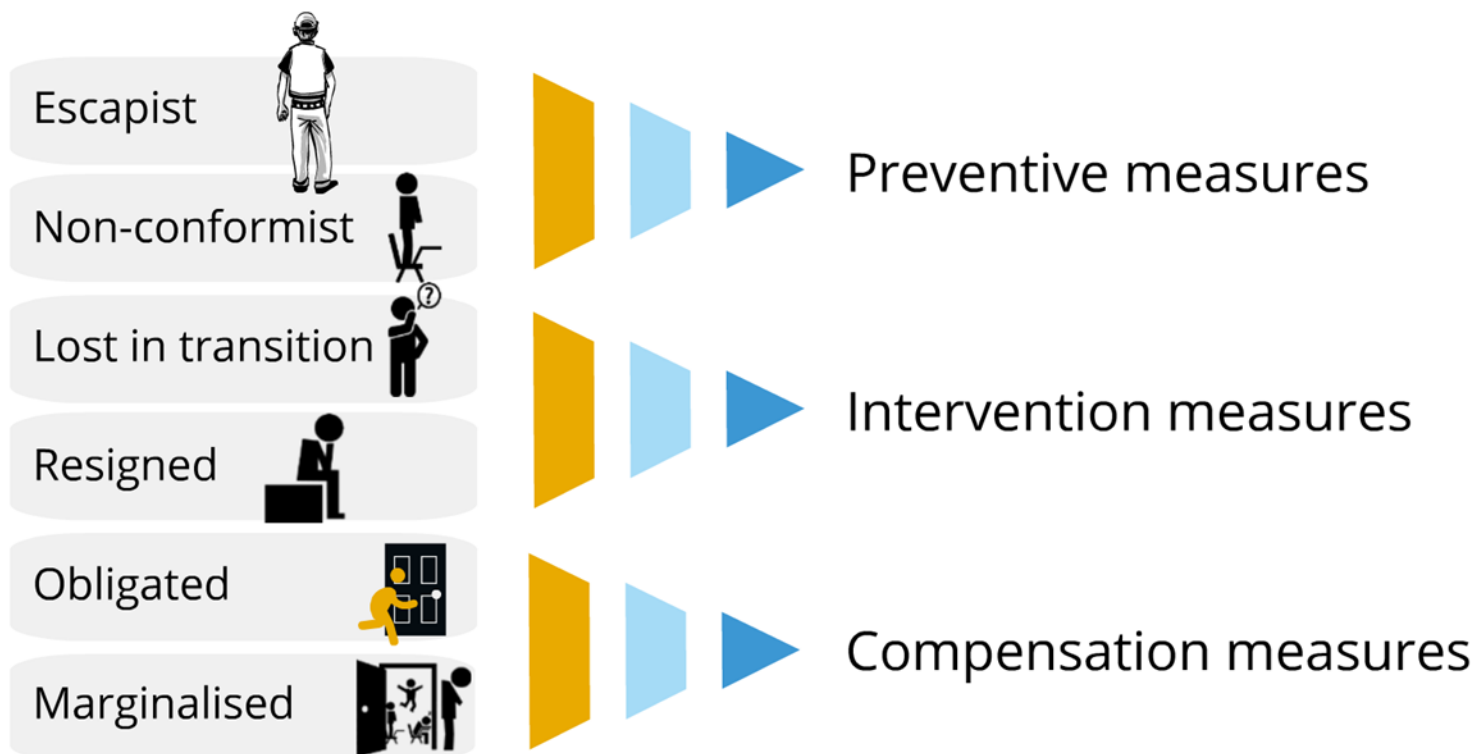 Escapist
Non-conformist
Lost in transition
?
Resigned
Obligated
Marginalised
Preventive measures
Intervention measures
Compensation measures